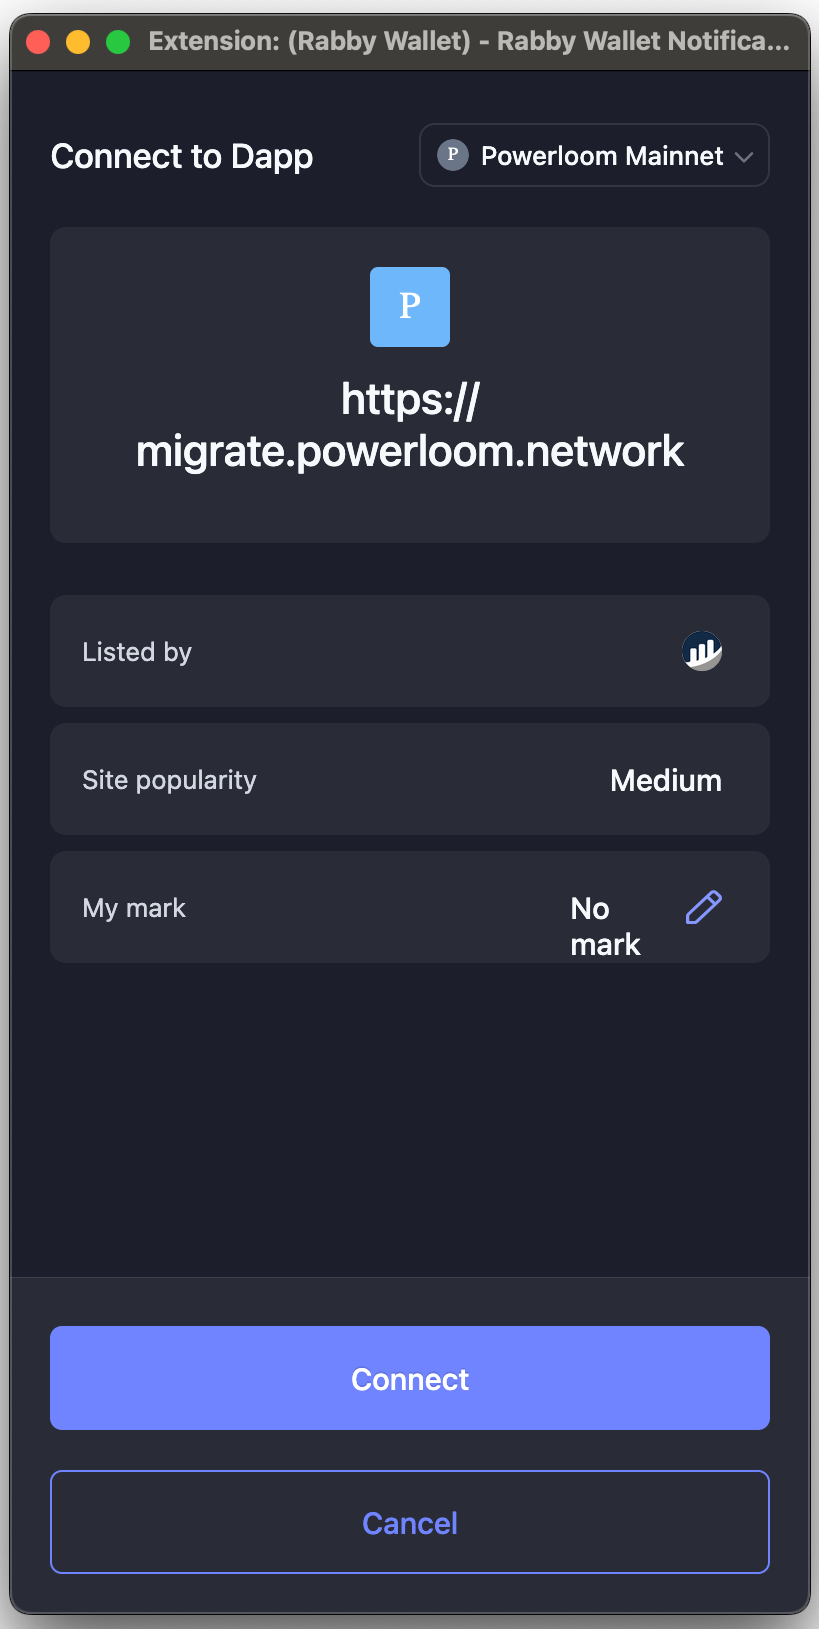 Extension: (Rabby Wallet) - Rabby Wallet Notifica...
Connect to Dapp
P Powerloom Mainnet
P
https://
migrate.powerloom.network
Listed by
Site popularity
Medium
My mark
No
mark
Connect
Cancel